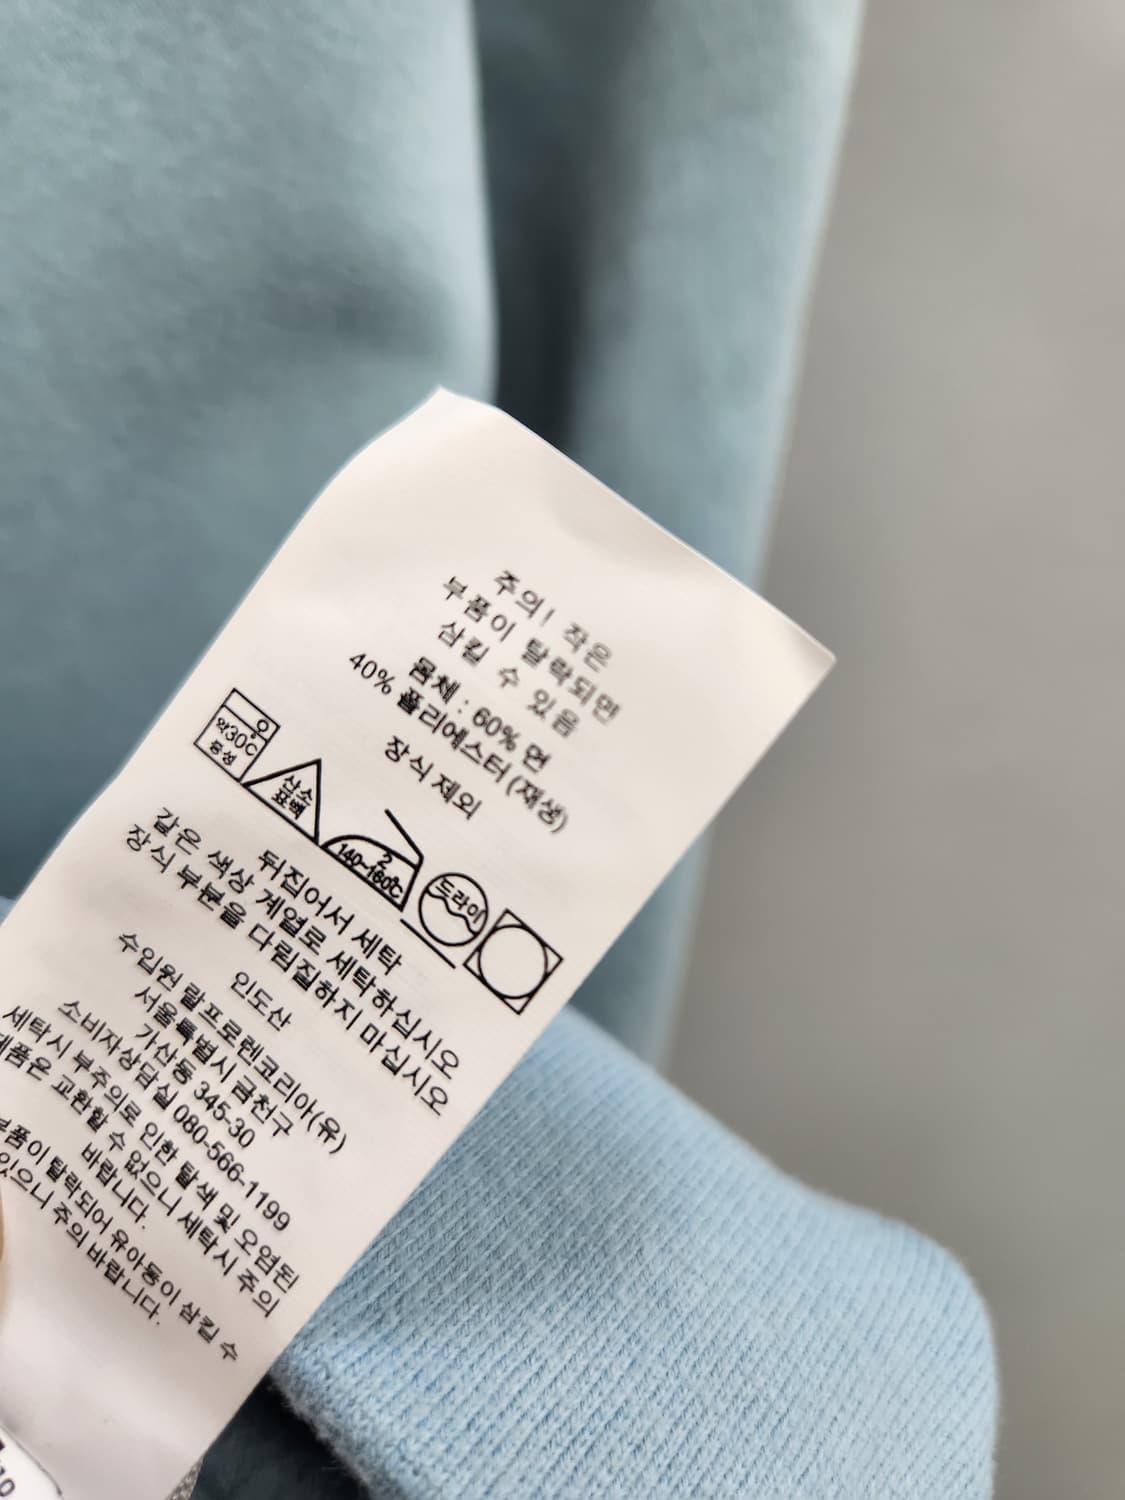 주의! 작은
부품이 탈락되면
삼킬 수 있음
몸체 : 60% 면
40% 폴리에스터(재생)
장식 제외
약30℃
중성
산소
표백
2
140~160℃
드라이
뒤집어서 세탁
같은 색상 계열로 세탁하십시오
장식 부분을 다림질하지 마십시오
인도산
수입원 랄프로렌코리아(유)
서울특별시 금천구
가산동 345-30
소비자상담실 080-566-1199
세탁시 부주의로 인한 탈색 및 오염된
제품은 교환할 수 없으니 세탁시 주의
바랍니다.
부품이 탈락되어 유아동이 삼킬 수
있으니 주의 바랍니다.